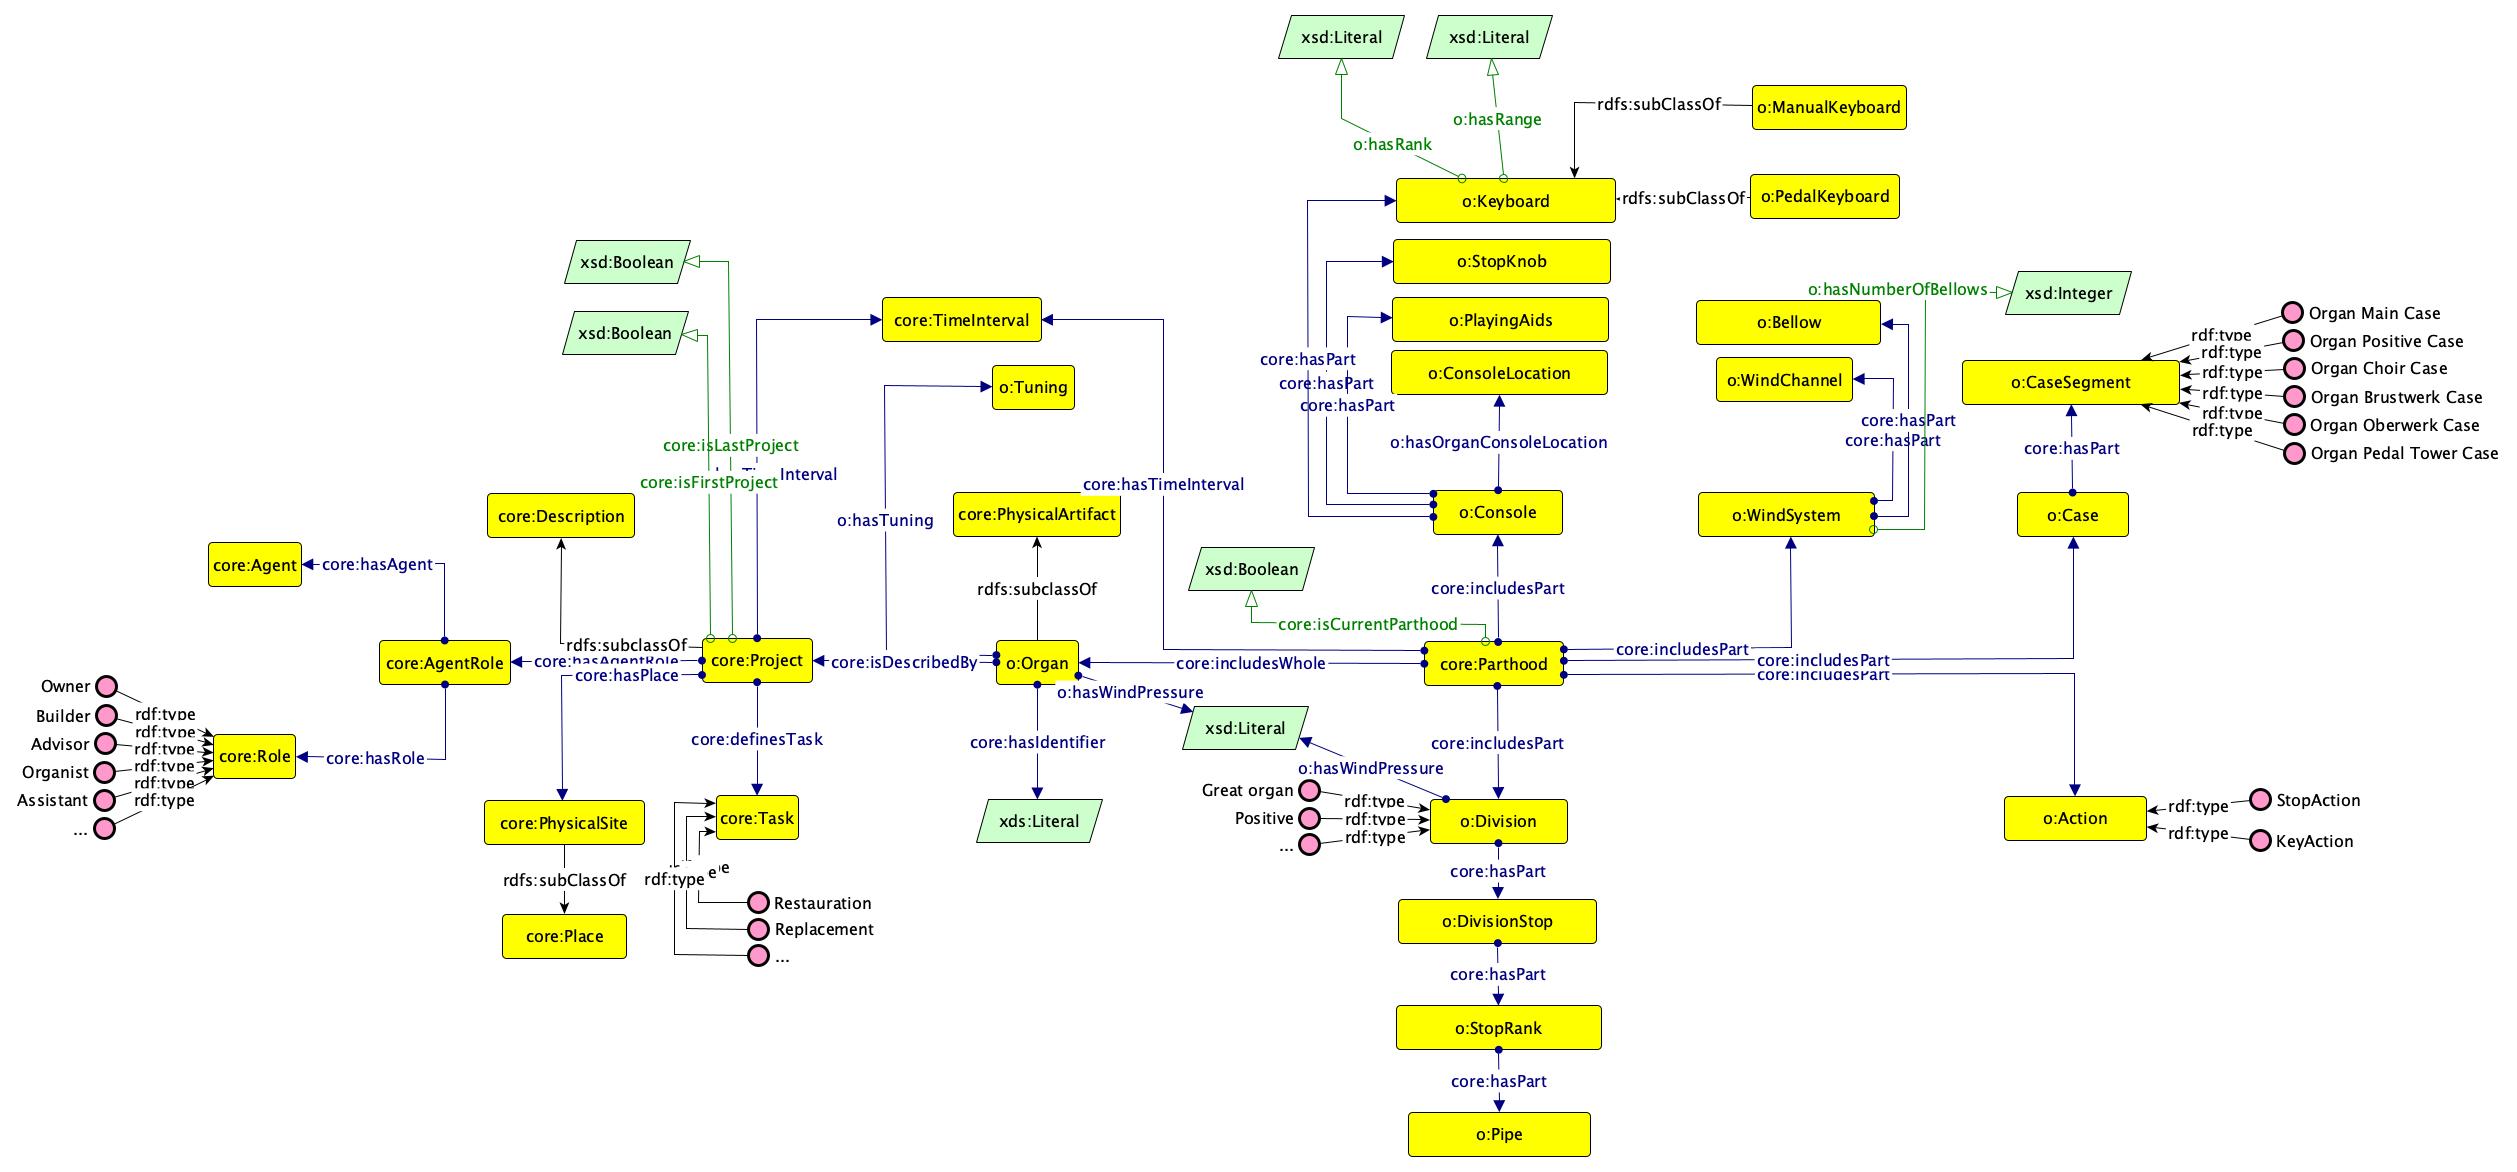 xsd:Literal
xsd:Literal
rdfs:subClassOf
o:ManualKeyboard
o:hasRange
o:hasRank
o:Keyboard
rdfs:subClassOf
o:PedalKeyboard
xsd:Boolean
o:StopKnob
o:hasNumberOfBellows
xsd:Integer
core:TimeInterval
o:PlayingAids
o:Bellow
Organ Main Case
xsd:Boolean
rdf:type
Organ Positive Case
rdf:type
core:hasPart
o:ConsoleLocation
o:WindChannel
o:CaseSegment
rdf:type
Organ Choir Case
o:Tuning
core:hasPart
rdf:type
Organ Brustwerk Case
core:hasPart
core:hasPart
rdf:type
Organ Oberwerk Case
core:isLastProject
o:hasOrganConsoleLocation
core:hasPart
core:hasPart
rdf:type
Organ Pedal Tower Case
Interval
core:isFirstProject
core:hasTimeInterval
core:Description
o:hasTuning
core:PhysicalArtifact
o:Console
o:WindSystem
o:Case
core:Agent
core:hasAgent
xsd:Boolean
rdfs:subclassOf
core:includesPart
core:isCurrentParthood
rdfs:subclassOf
core:includesPart
core:AgentRole
core:hasAgentRole
core:Project
core:isDescribedBy
o:Organ
core:includesWhole
core:Parthood
core:includesPart
core:hasPlace
core:includesPart
Owner
o:hasWindPressure
Builder
rdf:type
rdf:type
xsd:Literal
Advisor
rdf:type
core:Role
core:hasRole
core:definesTask
core:hasIdentifier
core:includesPart
Organist
rdf:type
o:hasWindPressure
rdf:type
Great organ
rdf:type
Assistant
rdf:type
StopAction
rdf:type
...
core:PhysicalSite
core:Task
xds:Literal
Positive
rdf:type
o:Division
o:Action
rdf:type
KeyAction
...
rdf:type
rdfs:subClassOf
rdf:type
core:hasPart
Restauration
o:DivisionStop
core:Place
Replacement
...
core:hasPart
o:StopRank
core:hasPart
o:Pipe